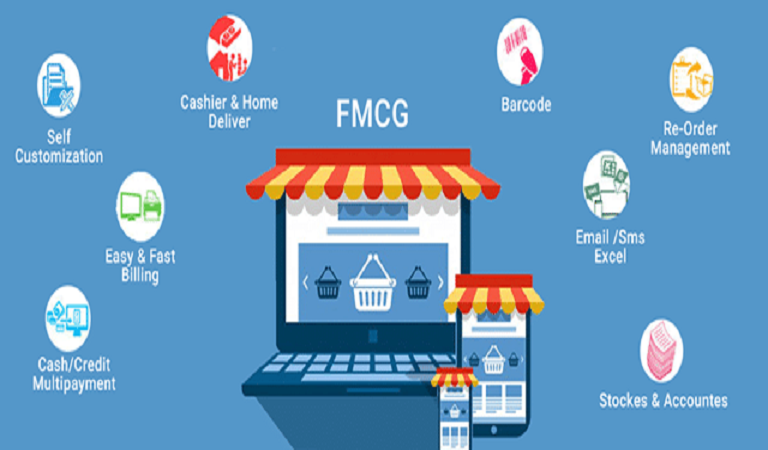 FMCG
Self
Customization
Cashier & Home
Deliver
Barcode
Re-Order
Management
Easy & Fast
Billing
Email /Sms
Excel
Cash/Credit
Multipayment
Stockes & Accountes